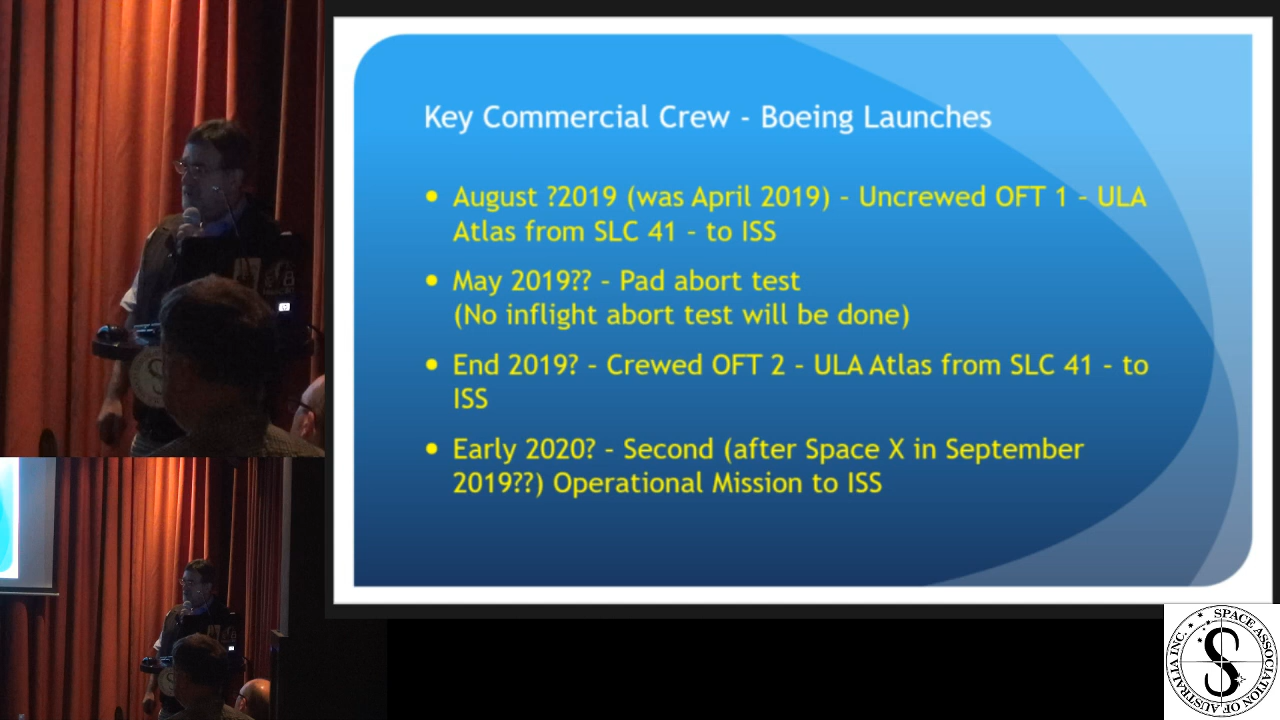 Key Commercial Crew - Boeing Launches
• August ?2019 (was April 2019) – Uncrewed OFT 1 – ULA
Atlas from SLC 41 – to ISS
• May 2019?? – Pad abort test
(No inflight abort test will be done)
• End 2019? – Crewed OFT 2 – ULA Atlas from SLC 41 – to
ISS
• Early 2020? – Second (after Space X in September
2019??) Operational Mission to ISS
SPACE ASSOCIATION OF AUSTRALIA INC.
S